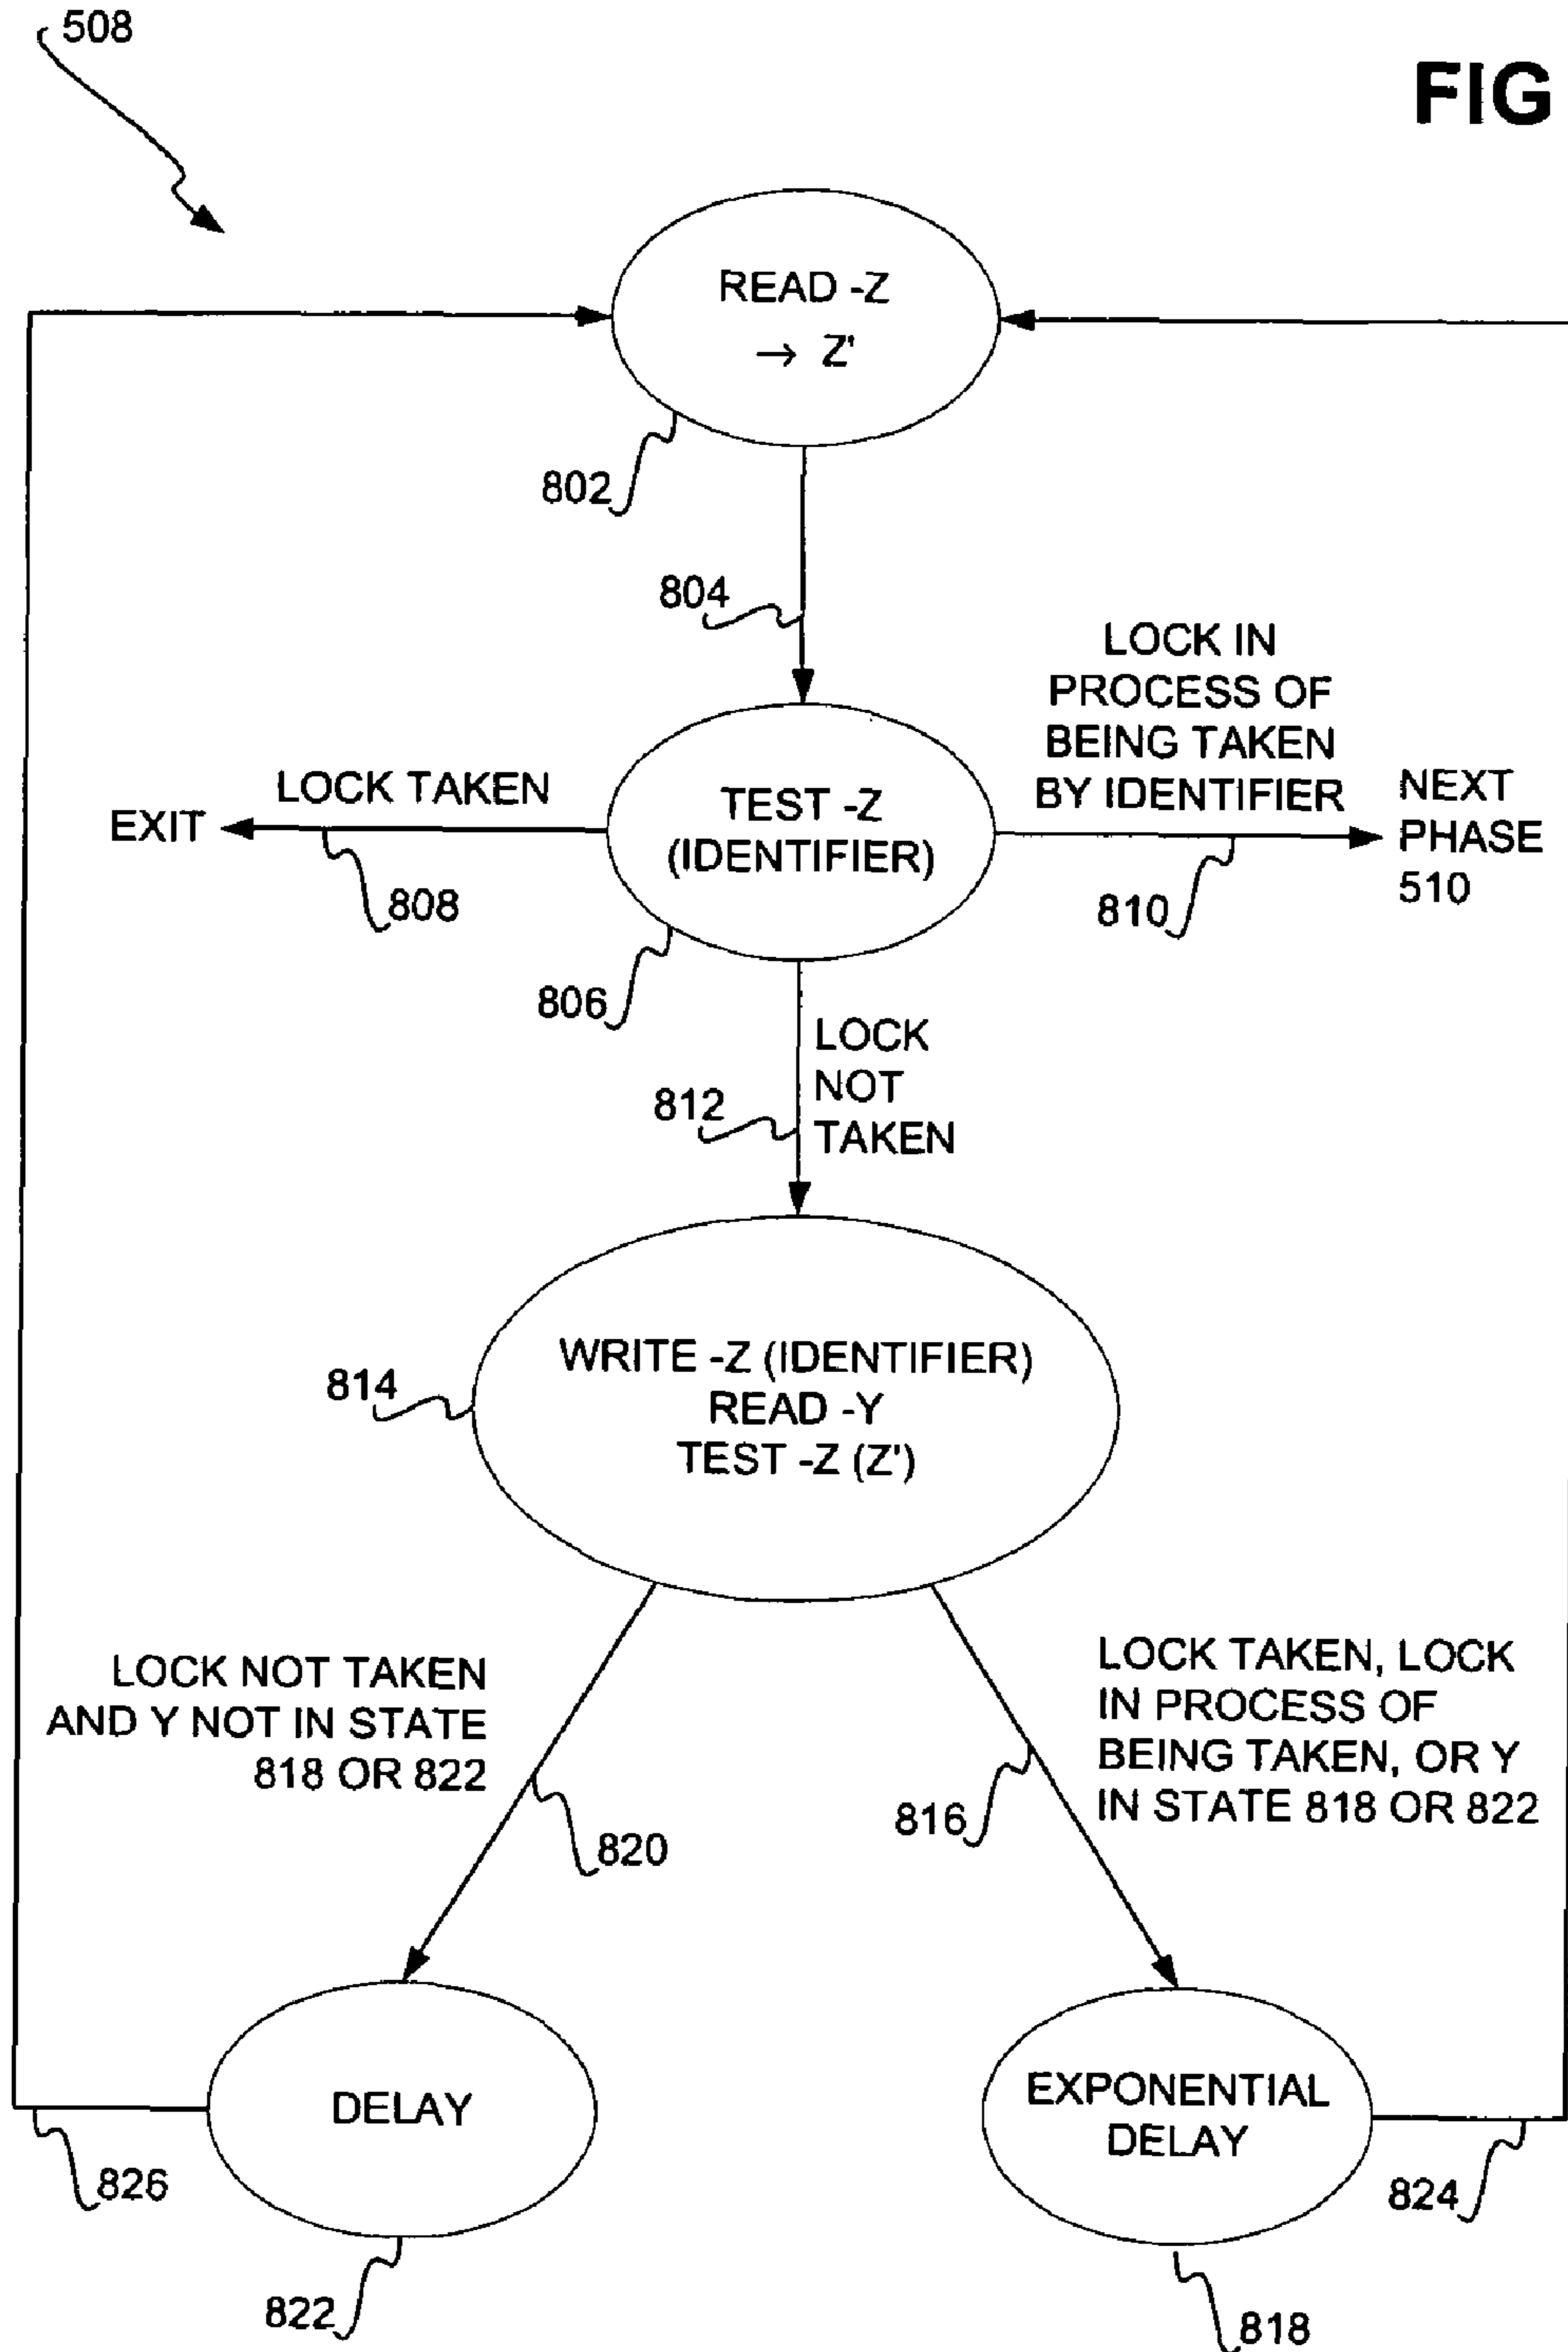 508
FIG
READ -Z
→ Z'
802
804
LOCK IN
PROCESS OF
BEING TAKEN
BY IDENTIFIER
LOCK TAKEN
EXIT
TEST -Z
(IDENTIFIER)
NEXT
PHASE
510
808
810
806
LOCK
NOT
TAKEN
812
WRITE -Z (IDENTIFIER)
READ -Y
TEST -Z (Z')
814
LOCK NOT TAKEN
AND Y NOT IN STATE
818 OR 822
LOCK TAKEN, LOCK
IN PROCESS OF
BEING TAKEN, OR Y
IN STATE 818 OR 822
820
816
DELAY
EXPONENTIAL
DELAY
826
824
822
818